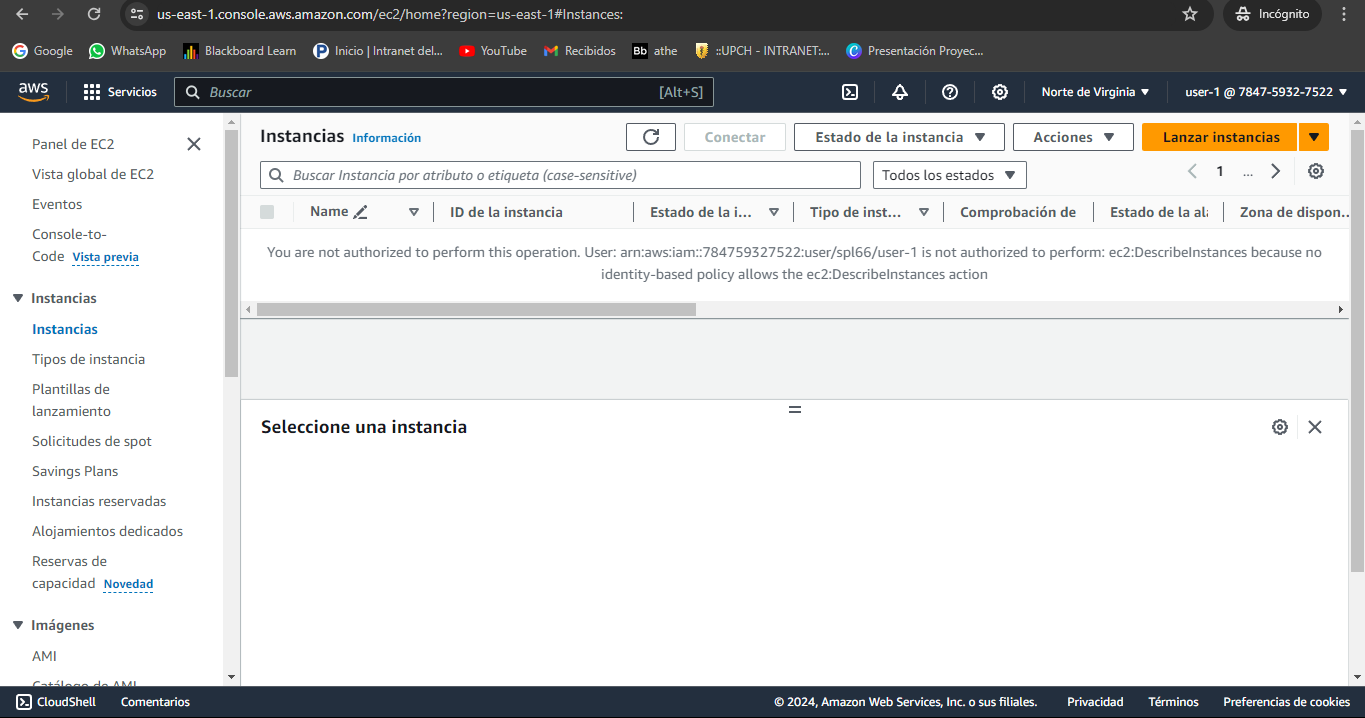 us-east-1.console.aws.amazon.com/ec2/home?region=us-east-1#Instances:
Incógnito
Google
WhatsApp
Blackboard Learn
Inicio | Intranet del...
YouTube
Recibidos
Bb athe
::UPCH - INTRANET:...
Presentación Proyec...
aws
Servicios
Buscar
[Alt+S]
Norte de Virginia
user-1 @ 7847-5932-7522
Panel de EC2
Vista global de EC2
Eventos
Console-to-
Code Vista previa
Instancias
Instancias
Tipos de instancia
Plantillas de
lanzamiento
Solicitudes de spot
Savings Plans
Instancias reservadas
Alojamientos dedicados
Reservas de
capacidad Novedad
Imágenes
AMI
Catálogo de AMI
Instancias Información
Conectar
Estado de la instancia
Acciones
Lanzar instancias
Buscar Instancia por atributo o etiqueta (case-sensitive)
Todos los estados
1
...
Name
ID de la instancia
Estado de la i...
Tipo de inst...
Comprobación de
Estado de la al
Zona de dispon...
You are not authorized to perform this operation. User: arn:aws:iam::784759327522:user/spl66/user-1 is not authorized to perform: ec2:DescribeInstances because no
identity-based policy allows the ec2:DescribeInstances action
Seleccione una instancia
CloudShell
Comentarios
© 2024, Amazon Web Services, Inc. o sus filiales.
Privacidad
Términos
Preferencias de cookies